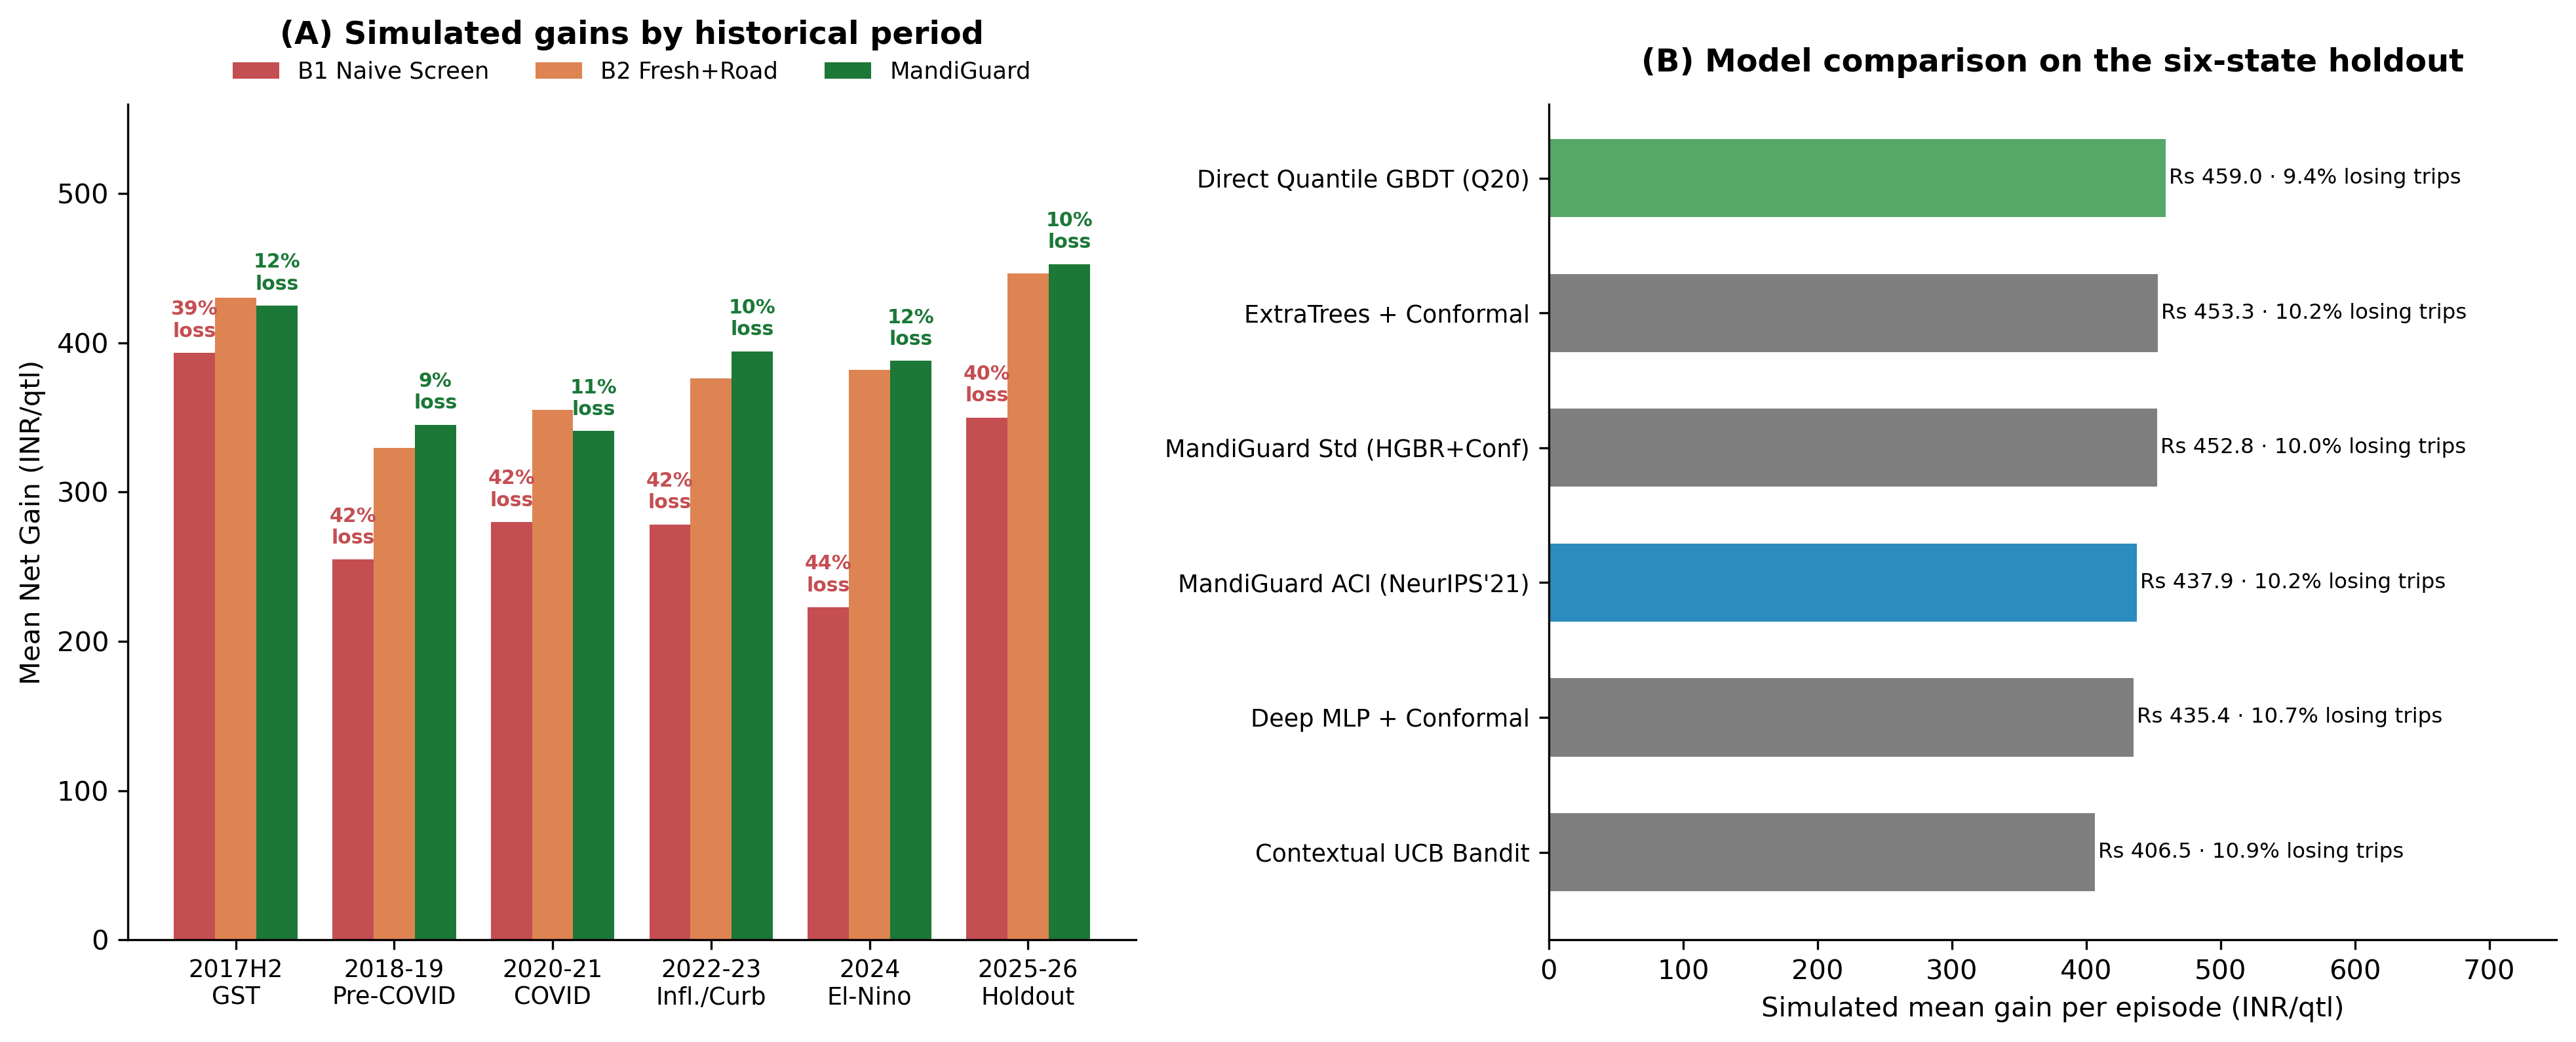 (A) Simulated gains by historical period
B1 Naive Screen
B2 Fresh+Road
MandiGuard
Mean Net Gain (INR/qtl)
500
400
300
200
100
0
39%
loss
12%
loss
42%
loss
9%
loss
42%
loss
11%
loss
42%
loss
10%
loss
44%
loss
12%
loss
40%
loss
10%
loss
2017H2
GST
2018-19
Pre-COVID
2020-21
COVID
2022-23
Infl./Curb
2024
El-Nino
2025-26
Holdout
(B) Model comparison on the six-state holdout
Direct Quantile GBDT (Q20)
Rs 459.0 · 9.4% losing trips
ExtraTrees + Conformal
Rs 453.3 · 10.2% losing trips
MandiGuard Std (HGBR+Conf)
Rs 452.8 · 10.0% losing trips
MandiGuard ACI (NeurIPS'21)
Rs 437.9 · 10.2% losing trips
Deep MLP + Conformal
Rs 435.4 · 10.7% losing trips
Contextual UCB Bandit
Rs 406.5 · 10.9% losing trips
0
100
200
300
400
500
600
700
Simulated mean gain per episode (INR/qtl)